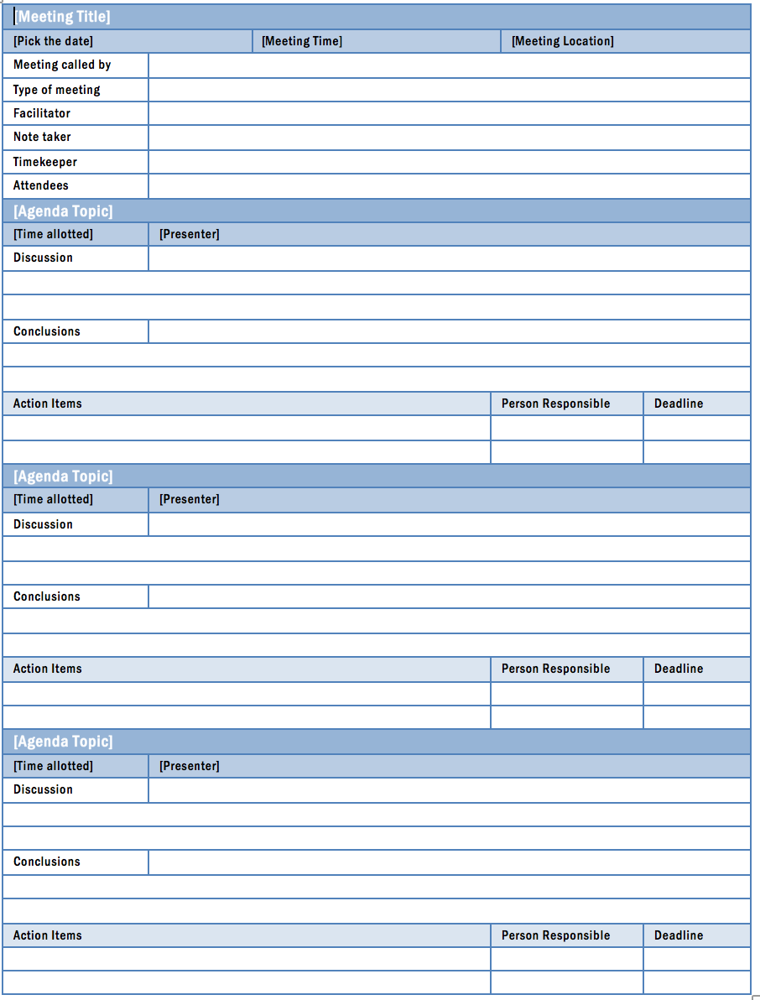 [Meeting Title]
[Pick the date] [Meeting Time] [Meeting Location]
Meeting called by
Type of meeting
Facilitator
Note taker
Timekeeper
Attendees
[Agenda Topic]
[Time allotted] [Presenter]
Discussion
Conclusions
Action Items Person Responsible Deadline
[Agenda Topic]
[Time allotted] [Presenter]
Discussion
Conclusions
Action Items Person Responsible Deadline
[Agenda Topic]
[Time allotted] [Presenter]
Discussion
Conclusions
Action Items Person Responsible Deadline